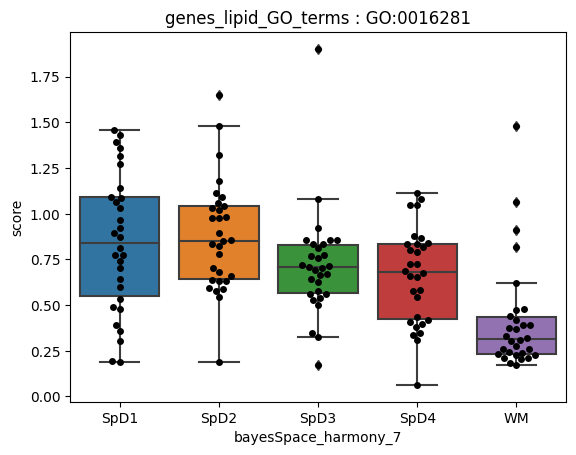 genes_lipid_GO_terms : GO:0016281
score
1.75
1.50
1.25
1.00
0.75
0.50
0.25
0.00
SpD1 SpD2 SpD3 SpD4 WM
bayesSpace_harmony_7